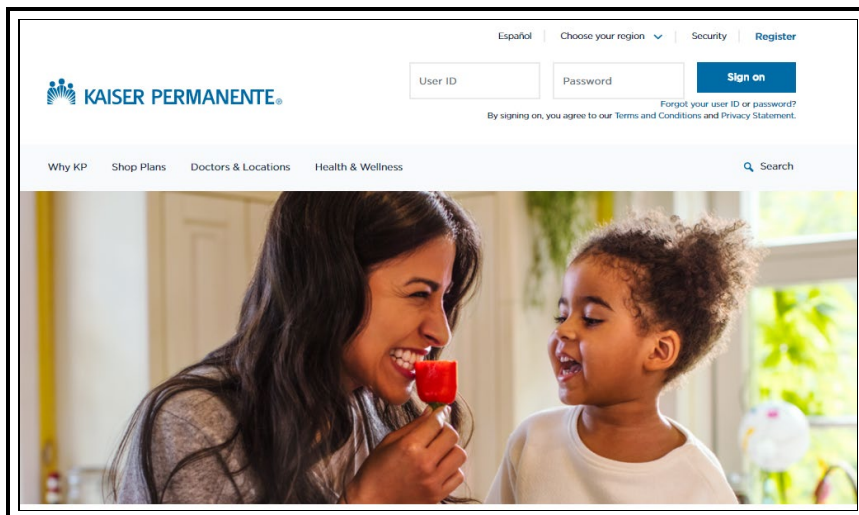 Español Choose your region Security Register
User ID Password Sign on
KAISER PERMANENTE®
Forgot your user ID or password?
By signing on, you agree to our Terms and Conditions and Privacy Statement.
Why KP Shop Plans Doctors & Locations Health & Wellness Search